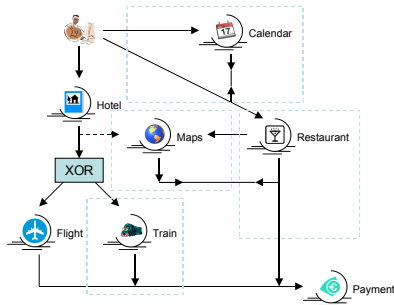 17
Calendar
Hotel
Maps
Restaurant
XOR
Flight
Train
Payment